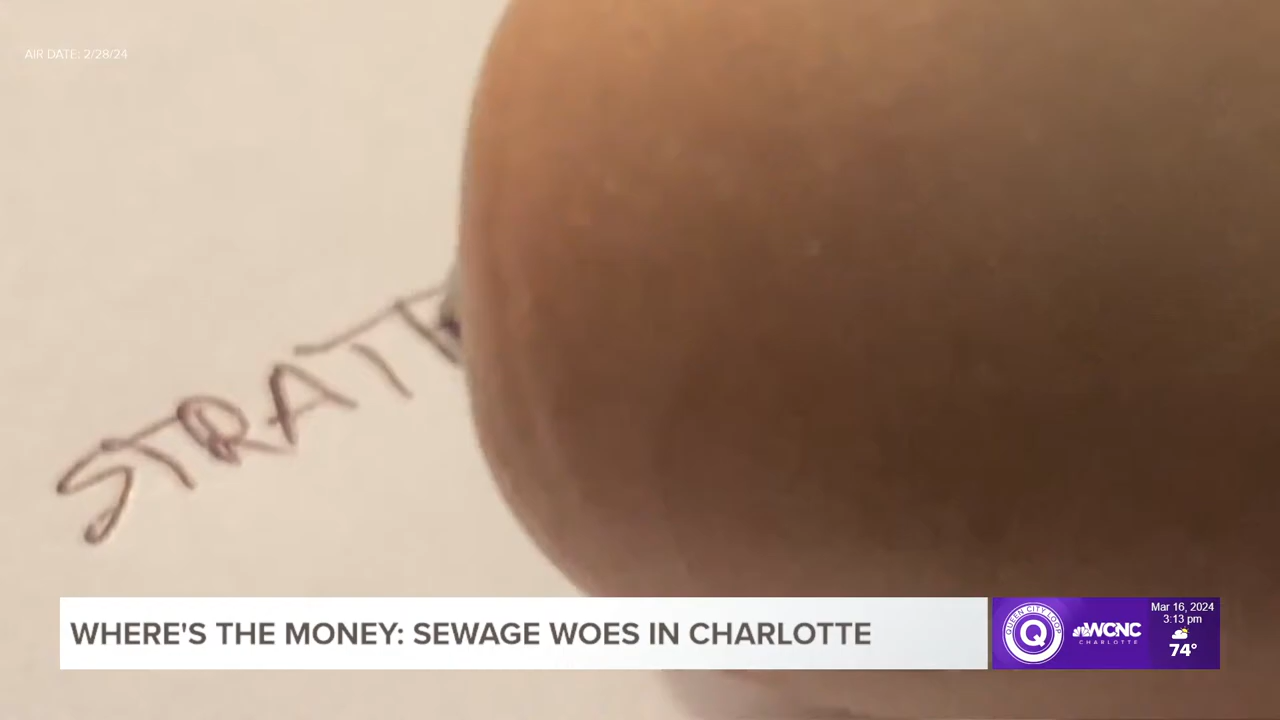 AIR DATE: 2/28/24
STRATT
WHERE'S THE MONEY: SEWAGE WOES IN CHARLOTTE
QUEEN CITY LOOP
Q
WCNC
CHARLOTTE
Mar 16, 2024
3:13 pm
74°